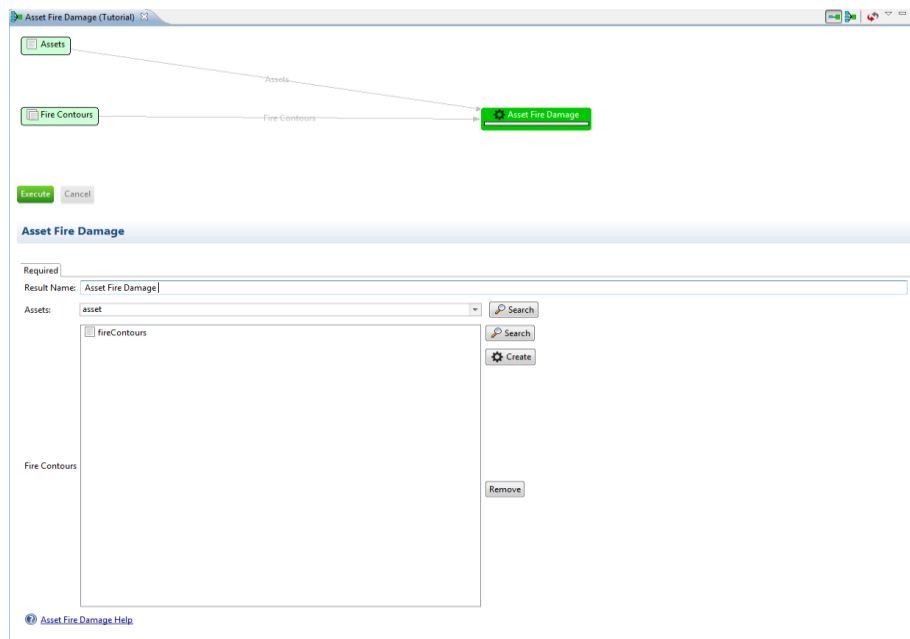 Asset Fire Damage (Tutorial)
Assets
Assets
Fire Contours
Fire Contours
Asset Fire Damage
Execute Cancel
Asset Fire Damage
Required
Result Name: Asset Fire Damage
Assets: asset Search
fireContours Search
Create
Fire Contours
Remove
Asset Fire Damage Help